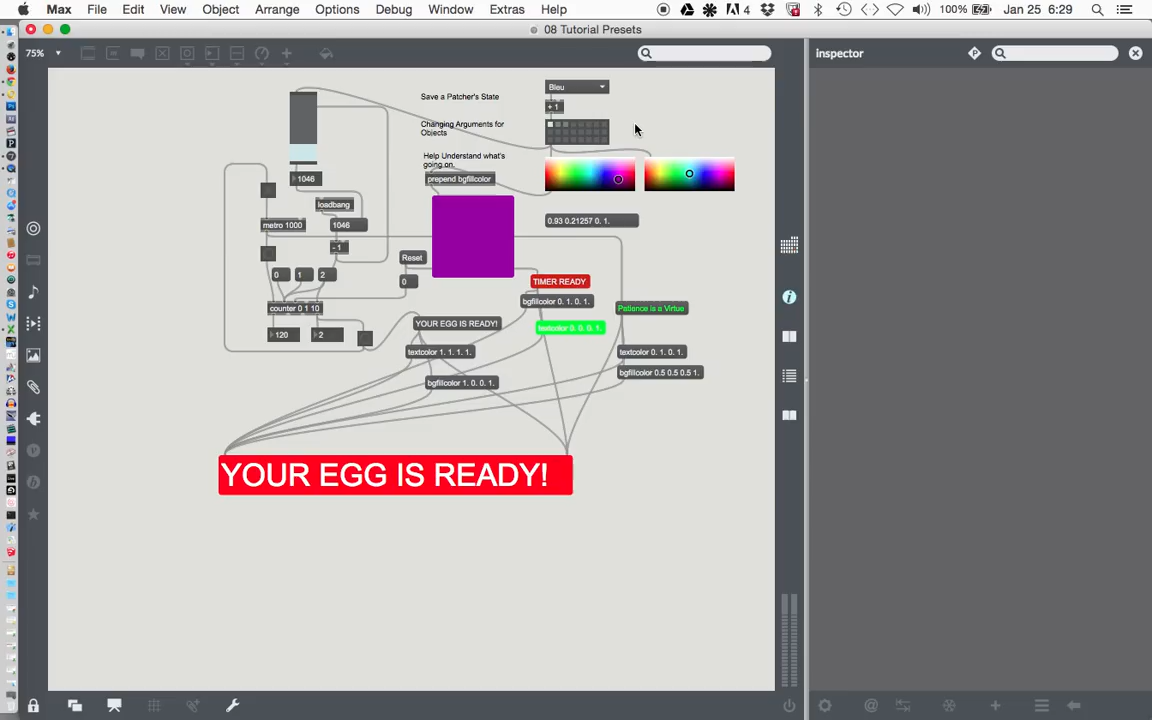 Max File Edit View Object Arrange Options Debug Window Extras Help
4 100% Jan 25 6:29
08 Tutorial Presets
75%
inspector
Save a Patcher's State
Bleu
+ 1
Changing Arguments for
Objects
Help Understand what's
going on.
1046
prepend bgfillcolor
loadbang
metro 1000
1046
0.93 0.21257 0. 1.
- 1
Reset
0 1 2
0
TIMER READY
bgfillcolor 0. 1. 0. 1.
counter 0 1 10
Patience is a Virtue
YOUR EGG IS READY!
textcolor 0. 0. 0. 1.
120
2
textcolor 1. 1. 1. 1.
textcolor 0. 1. 0. 1.
bgfillcolor 0.5 0.5 0.5 1.
bgfillcolor 1. 0. 0. 1.
YOUR EGG IS READY!